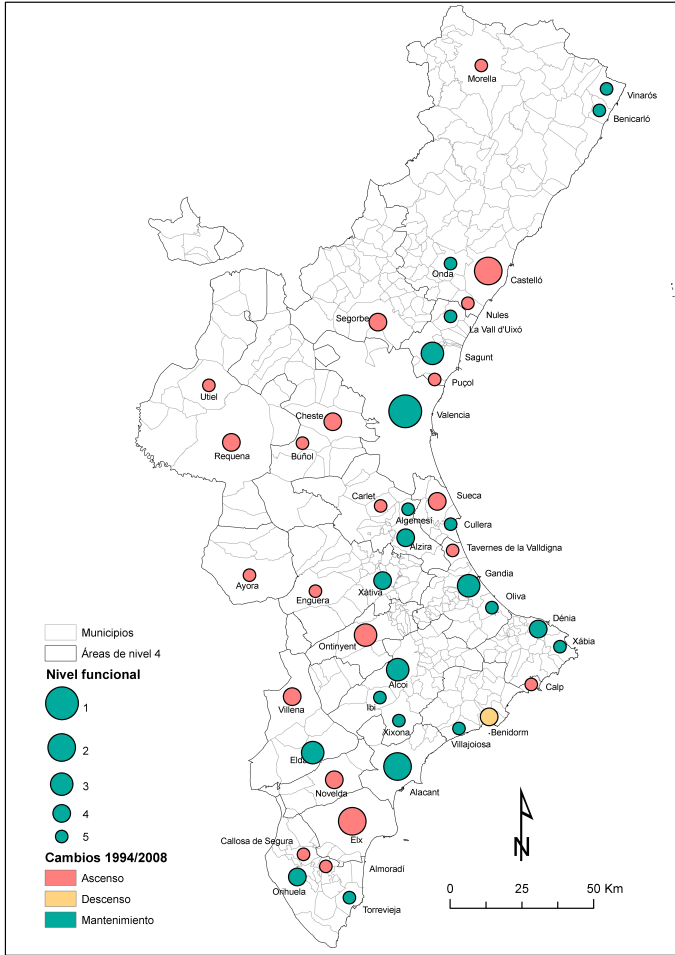 Morella
Vinarós
Benicarló
Onda
Castelló
Nules
Segorbe
La Vall d'Uixó
Sagunt
Puçol
Utiel
Valencia
Cheste
Requena
Buñol
Carlet
Sueca
Algemesí
Cullera
Alzira
Tavernes de la Valldigna
Ayora
Xàtiva
Gandia
Enguera
Oliva
Dénia
Ontinyent
Xàbia
Alcoi
Calp
Villena
Ibi
Xixona
Benidorm
Villajoiosa
Elda
Novelda
Alacant
Elx
Callosa de Segura
Almoradí
Orihuela
Torrevieja
Municipios
Áreas de nivel 4
Nivel funcional
1
2
3
4
5
Cambios 1994/2008
Ascenso
Descenso
Mantenimiento
N
0 25 50 Km